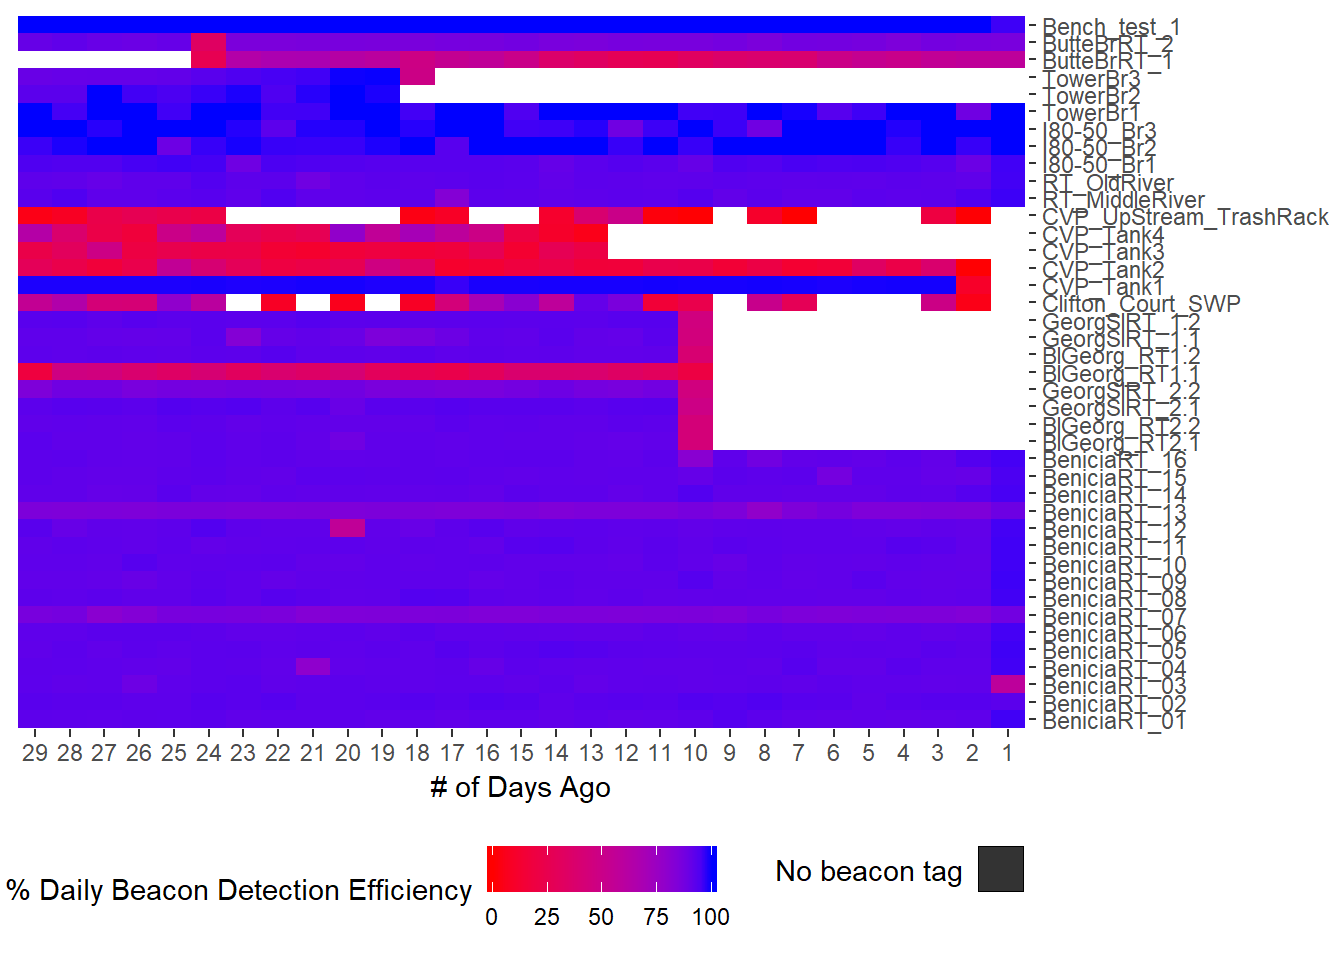 Bench_test_1
ButteBrRT_2
ButteBrRT_1
TowerBr3
TowerBr2
TowerBr1
I80-50_Br3
I80-50_Br2
I80-50_Br1
RT_OldRiver
RT_MiddleRiver
CVP_UpStream_TrashRack
CVP_Tank4
CVP_Tank3
CVP_Tank2
CVP_Tank1
Clifton_Court_SWP
GeorgSlRT_1.2
GeorgSlRT_1.1
BlGeorg_RT1.2
BlGeorg_RT1.1
GeorgSlRT_2.2
GeorgSlRT_2.1
BlGeorg_RT2.2
BlGeorg_RT2.1
BeniciaRT_16
BeniciaRT_15
BeniciaRT_14
BeniciaRT_13
BeniciaRT_12
BeniciaRT_11
BeniciaRT_10
BeniciaRT_09
BeniciaRT_08
BeniciaRT_07
BeniciaRT_06
BeniciaRT_05
BeniciaRT_04
BeniciaRT_03
BeniciaRT_02
BeniciaRT_01
29 28 27 26 25 24 23 22 21 20 19 18 17 16 15 14 13 12 11 10 9 8 7 6 5 4 3 2 1
# of Days Ago
% Daily Beacon Detection Efficiency
0 25 50 75 100
No beacon tag